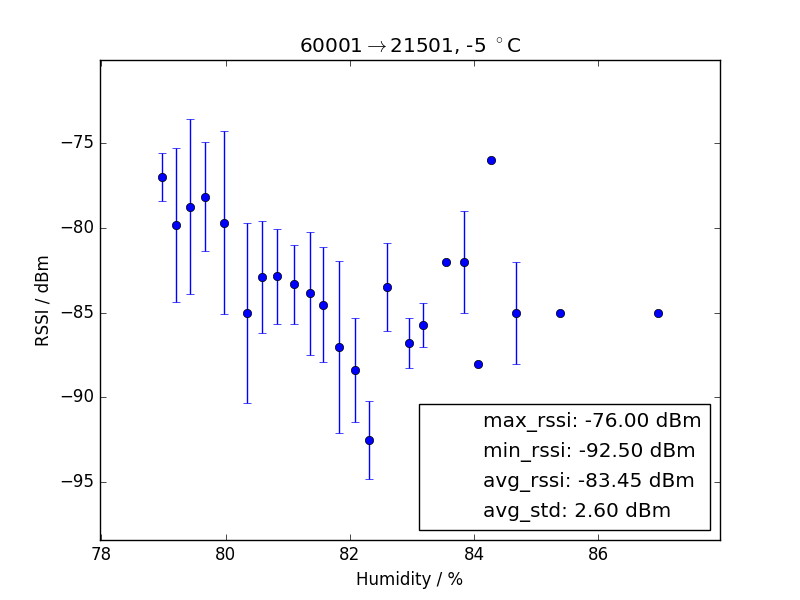 60001→21501, -5 °C
RSSI / dBm
−75
−80
−85
−90
−95
max_rssi: -76.00 dBm
min_rssi: -92.50 dBm
avg_rssi: -83.45 dBm
avg_std: 2.60 dBm
78 80 82 84 86
Humidity / %